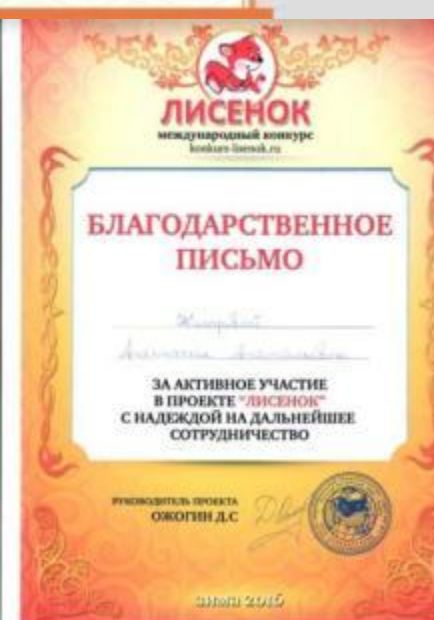 ЛИСЕНОК
международный конкурс
konkurs-lisenok.ru
БЛАГОДАРСТВЕННОЕ
ПИСЬМО
ЗА АКТИВНОЕ УЧАСТИЕ
В ПРОЕКТЕ "ЛИСЕНОК"
С НАДЕЖДОЙ НА ДАЛЬНЕЙШЕЕ
СОТРУДНИЧЕСТВО
РУКОВОДИТЕЛЬ ПРОЕКТА
ОЖОГИН Д.С
зима 2016